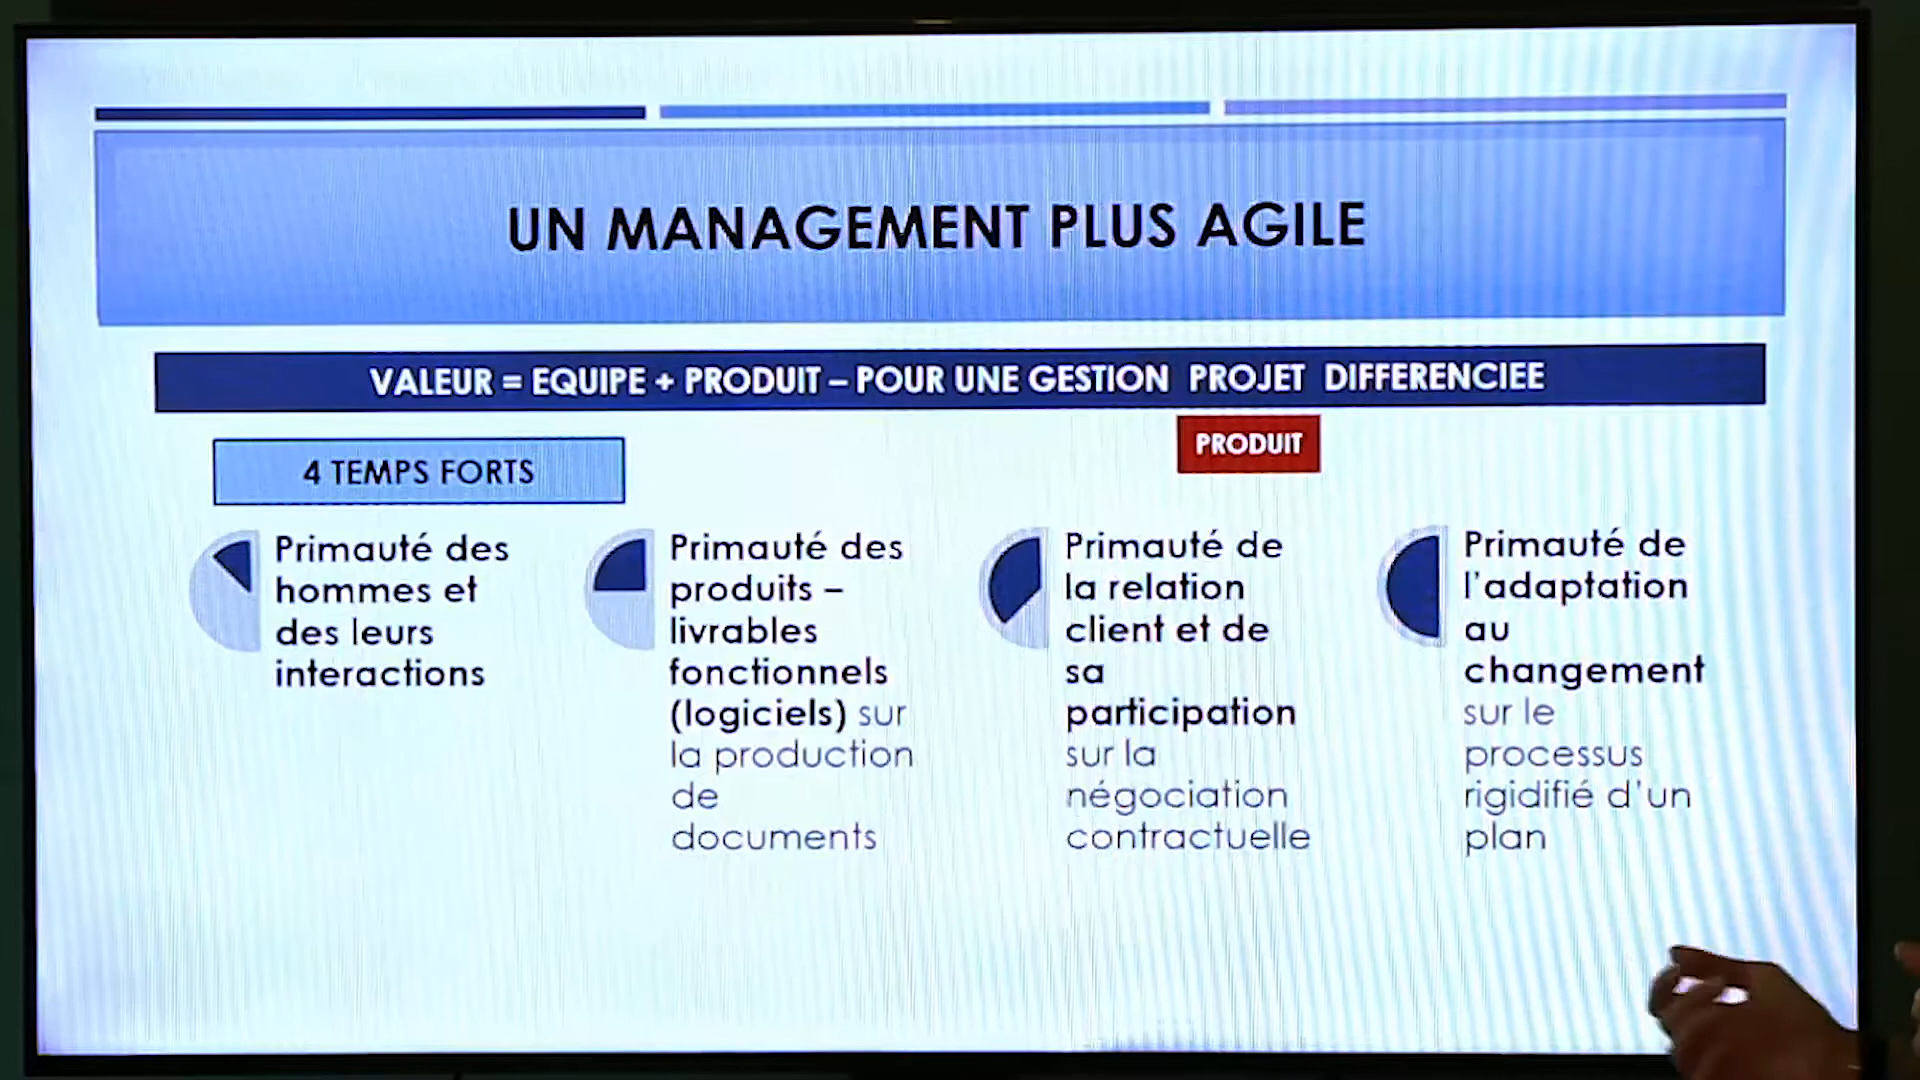 UN MANAGEMENT PLUS AGILE
VALEUR = EQUIPE + PRODUIT – POUR UNE GESTION PROJET DIFFERENCIEE
PRODUIT
4 TEMPS FORTS
Primauté des
hommes et
des leurs
interactions
Primauté des
produits –
livrables
fonctionnels
(logiciels) sur
la production
de
documents
Primauté de
la relation
client et de
sa
participation
sur la
négociation
contractuelle
Primauté de
l'adaptation
au
changement
sur le
processus
rigidifié d'un
plan